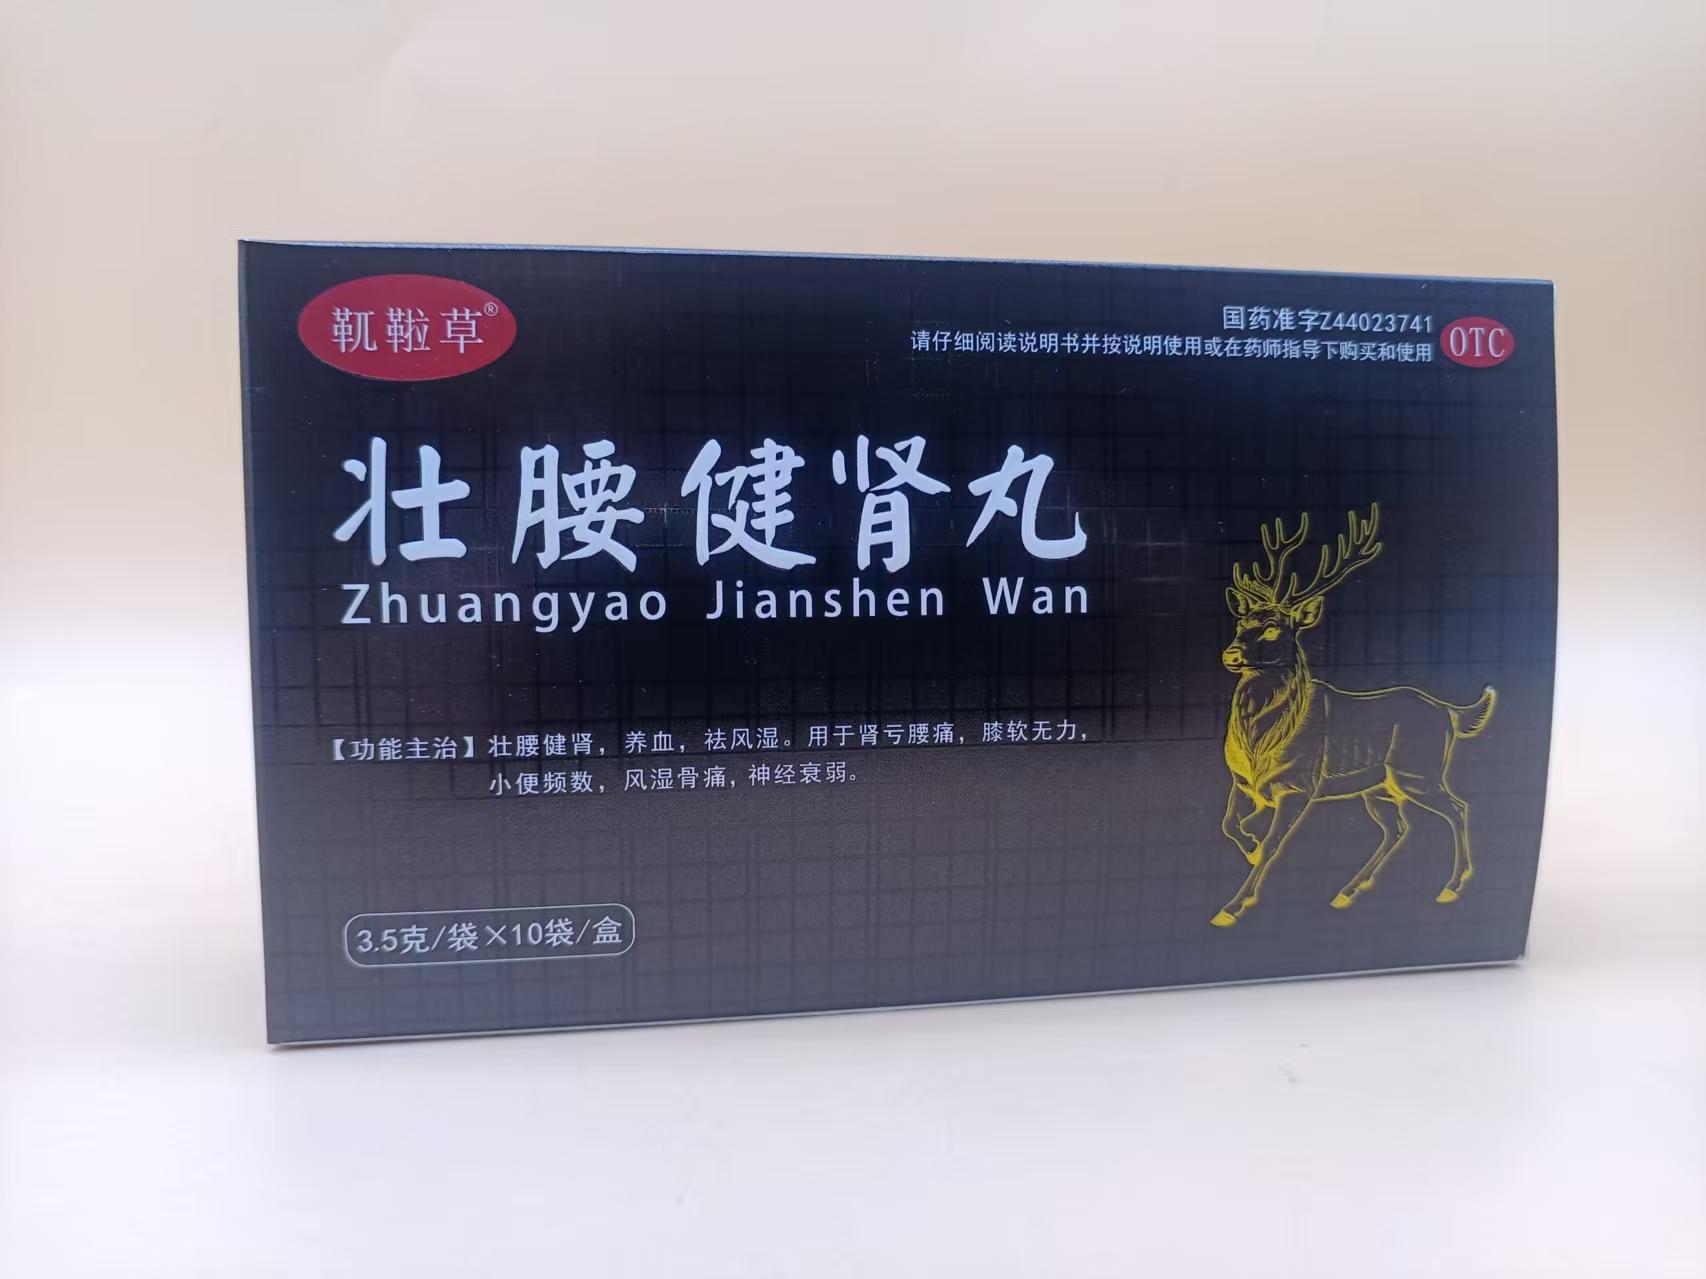 靰鞡草®
国药准字Z44023741
请仔细阅读说明书并按说明使用或在药师指导下购买和使用
OTC
壮腰健肾丸
Zhuangyao Jianshen Wan
【功能主治】壮腰健肾，养血，祛风湿。用于肾亏腰痛，膝软无力，
小便频数，风湿骨痛，神经衰弱。
3.5克/袋×10袋/盒